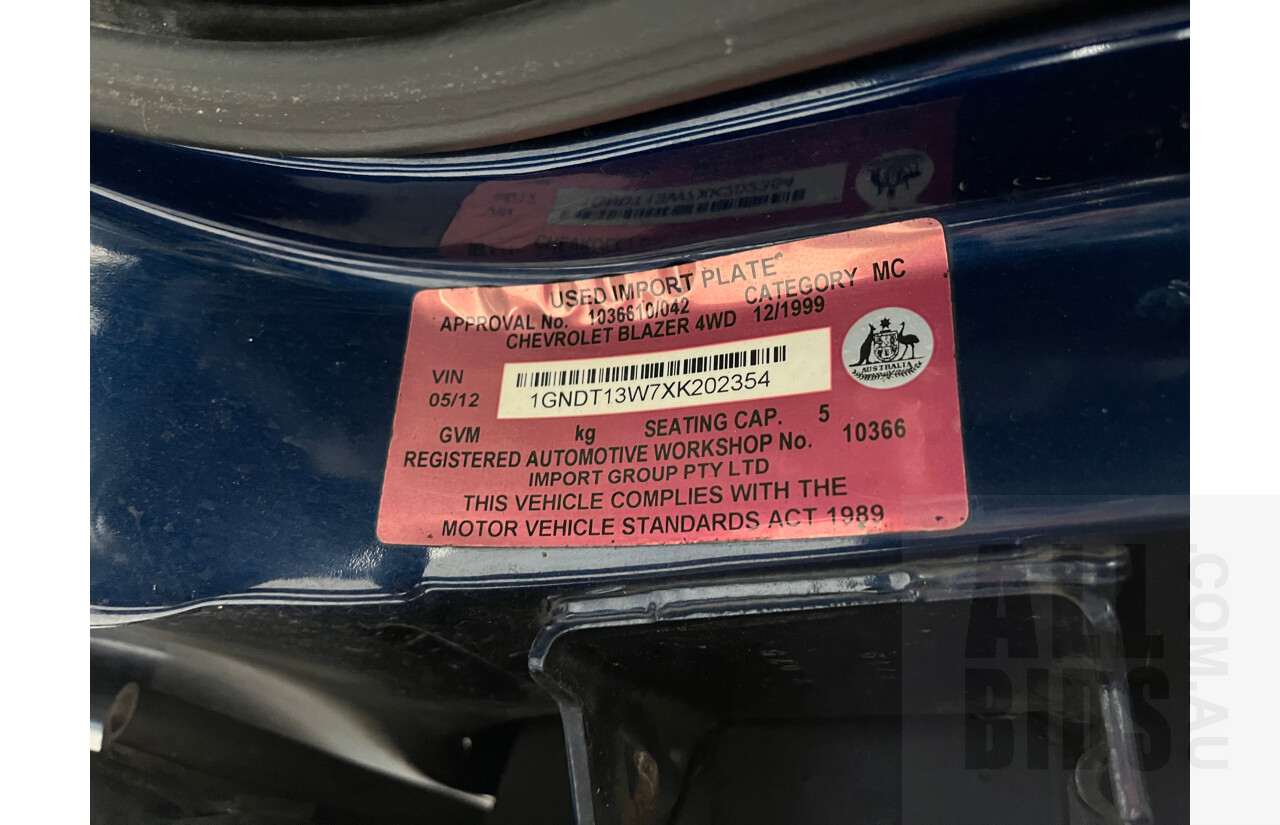 USED IMPORT PLATE
APPROVAL No. 1036610/042 CATEGORY MC
CHEVROLET BLAZER 4WD 12/1999
VIN
05/12
1GNDT13W7XK202354
AUSTRALIA
GVM kg SEATING CAP. 5
REGISTERED AUTOMOTIVE WORKSHOP No. 10366
IMPORT GROUP PTY LTD
THIS VEHICLE COMPLIES WITH THE
MOTOR VEHICLE STANDARDS ACT 1989
ALL
BIDS
.COM.AU